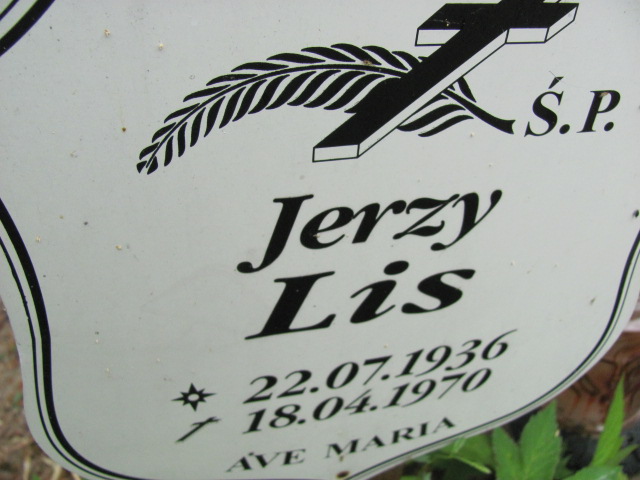 Ś.P.
Jerzy
Lis
22.07.1936
18.04.1970
AVE MARIA